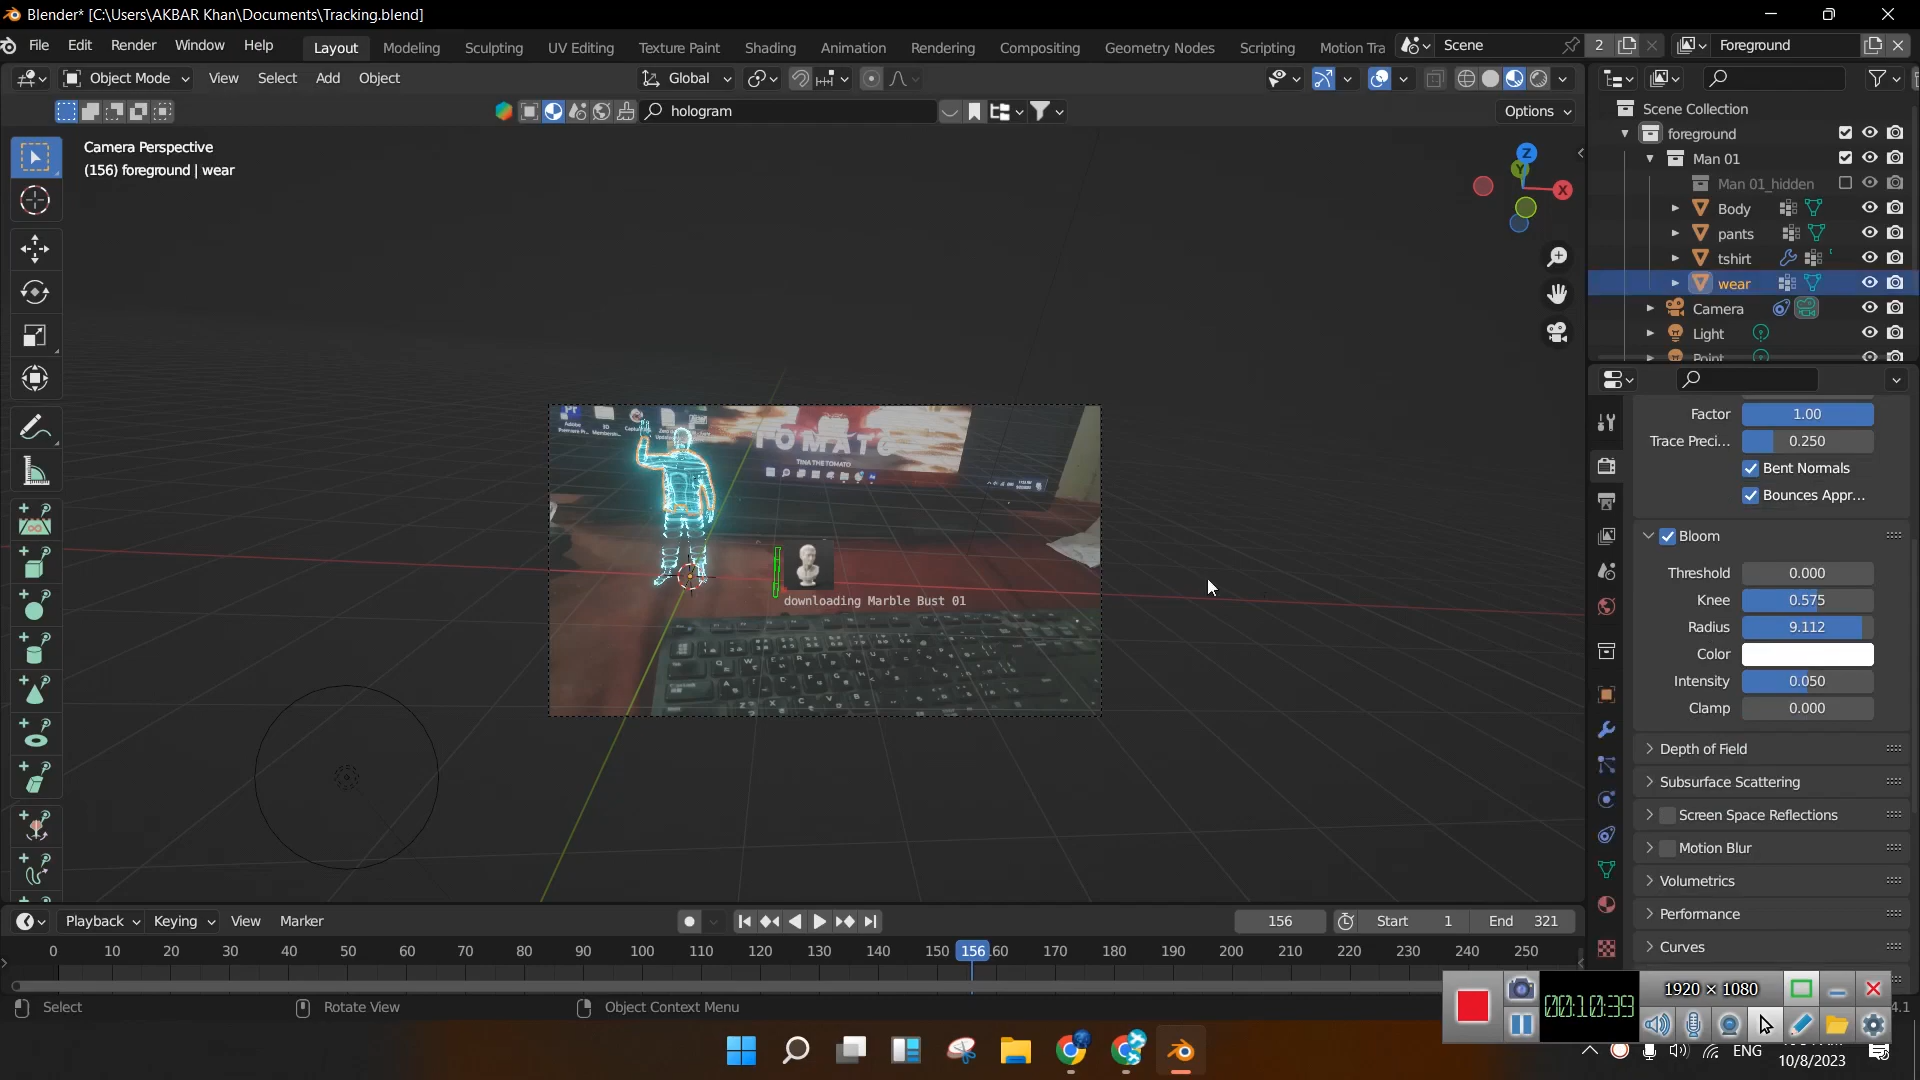 Blender* [C:\Users\AKBAR Khan\Documents\Tracking.blend]
File Edit Render Window Help Layout Modeling Sculpting UV Editing Texture Paint Shading Animation Rendering Compositing Geometry Nodes Scripting Motion Tra Scene 2 Foreground
Object Mode View Select Add Object Global
hologram Options
Camera Perspective
(156) foreground | wear
Z
Y
X
Scene Collection
foreground
Man 01
Man 01_hidden
Body
pants
tshirt
wear
Camera
Light
Point
Factor 1.00
Trace Preci... 0.250
Bent Normals
Bounces Appr...
Bloom
Threshold 0.000
Knee 0.575
Radius 9.112
Color
Intensity 0.050
Clamp 0.000
Depth of Field
Subsurface Scattering
Screen Space Reflections
Motion Blur
Volumetrics
Performance
Curves
TOMATO
TINA THE TOMATO
downloading Marble Bust 01
Playback Keying View Marker 156 Start 1 End 321
0 10 20 30 40 50 60 70 80 90 100 110 120 130 140 150 156 160 170 180 190 200 210 220 230 240 250
Select Rotate View Object Context Menu
1920 × 1080
00:10:39
4.1
ENG
10/8/2023